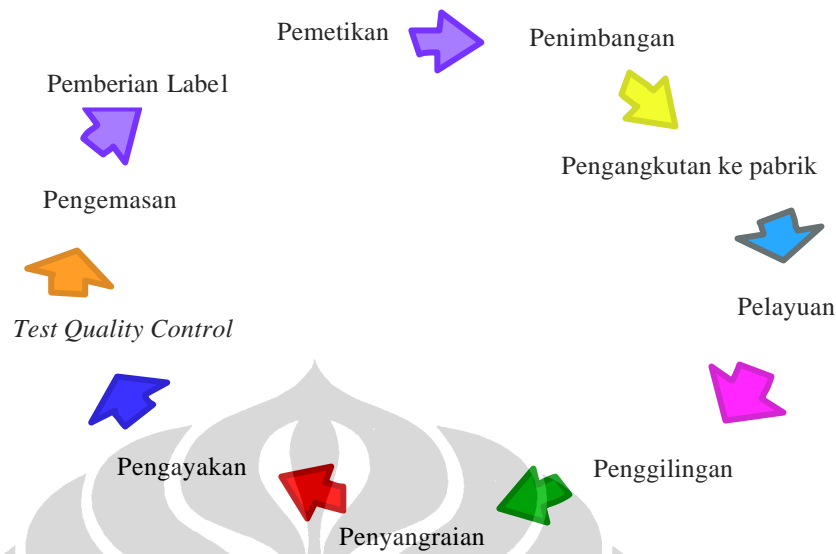 Pemetikan
Penimbangan
Pengangkutan ke pabrik
Pelayuan
Penggilingan
Penyangraian
Pengayakan
Test Quality Control
Pengemasan
Pemberian Label